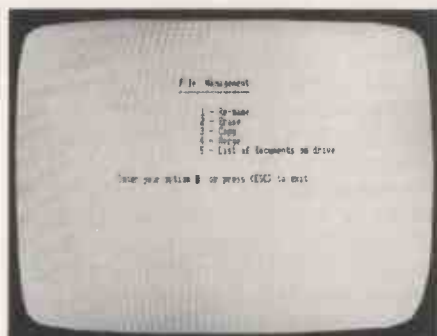 File Management
1 - Re-name
2 - Erase
3 - Copy
4 - Merge
5 - List of Documents on drive
Enter your option or press <ESC> to exit